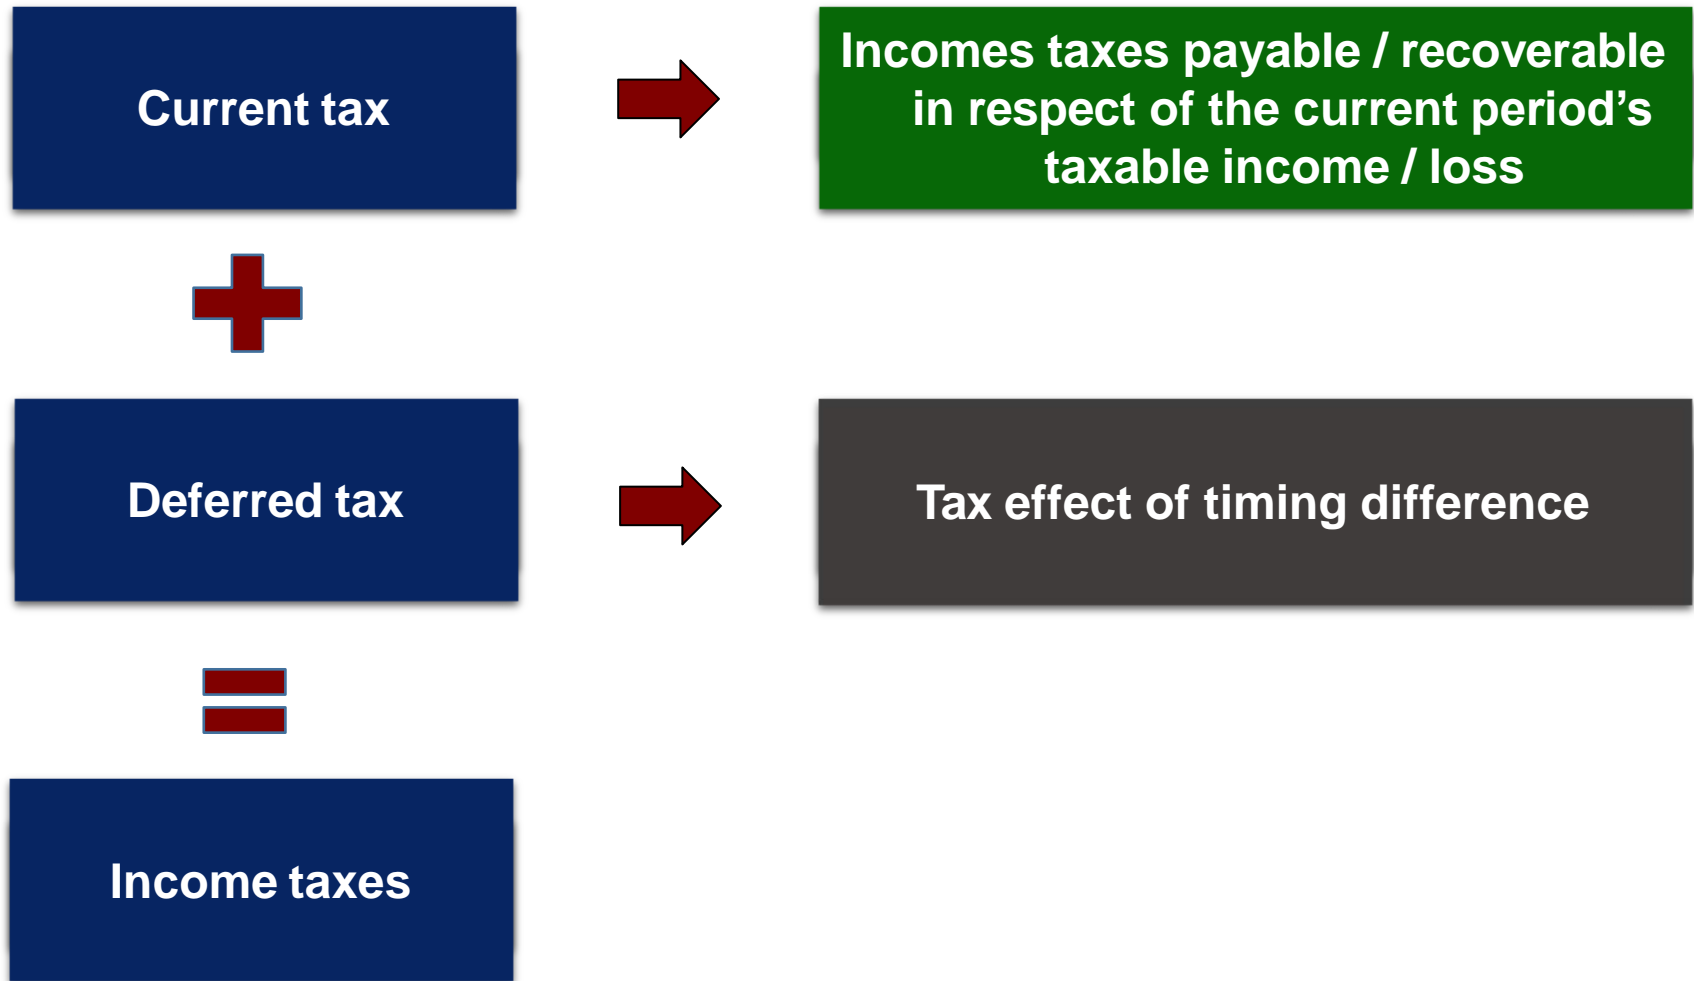 Current tax
Incomes taxes payable / recoverable
in respect of the current period’s
taxable income / loss
Deferred tax
Tax effect of timing difference
Income taxes